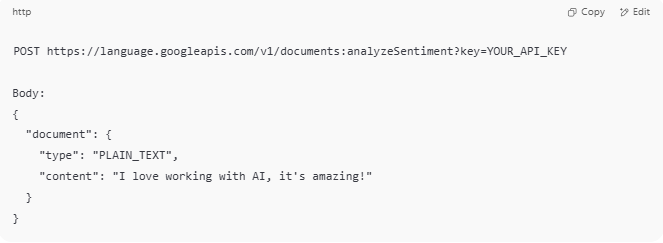 http
Copy Edit
POST https://language.googleapis.com/v1/documents:analyzeSentiment?key=YOUR_API_KEY
Body:
{
  "document": {
    "type": "PLAIN_TEXT",
    "content": "I love working with AI, it's amazing!"
  }
}